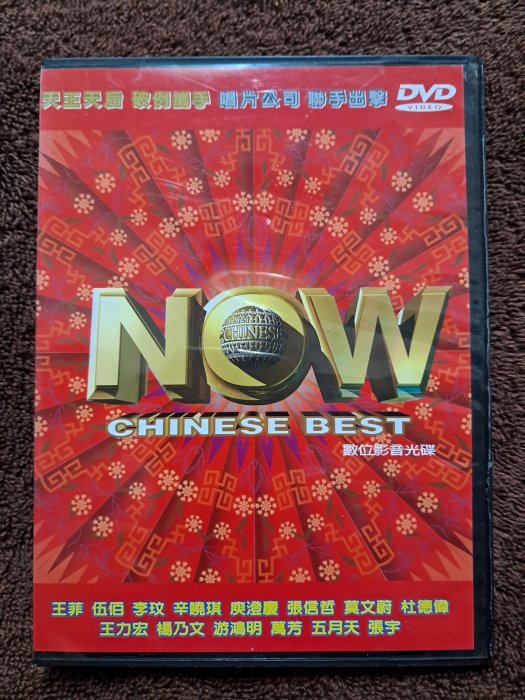 天王天后 破例攜手 唱片公司 聯手出擊 DVD
VIDEO
NOW
CHINESE
CHINESE BEST
數位影音光碟
王菲 伍佰 李玟 辛曉琪 庾澄慶 張信哲 莫文蔚 杜德偉
王力宏 楊乃文 游鴻明 萬芳 五月天 張宇